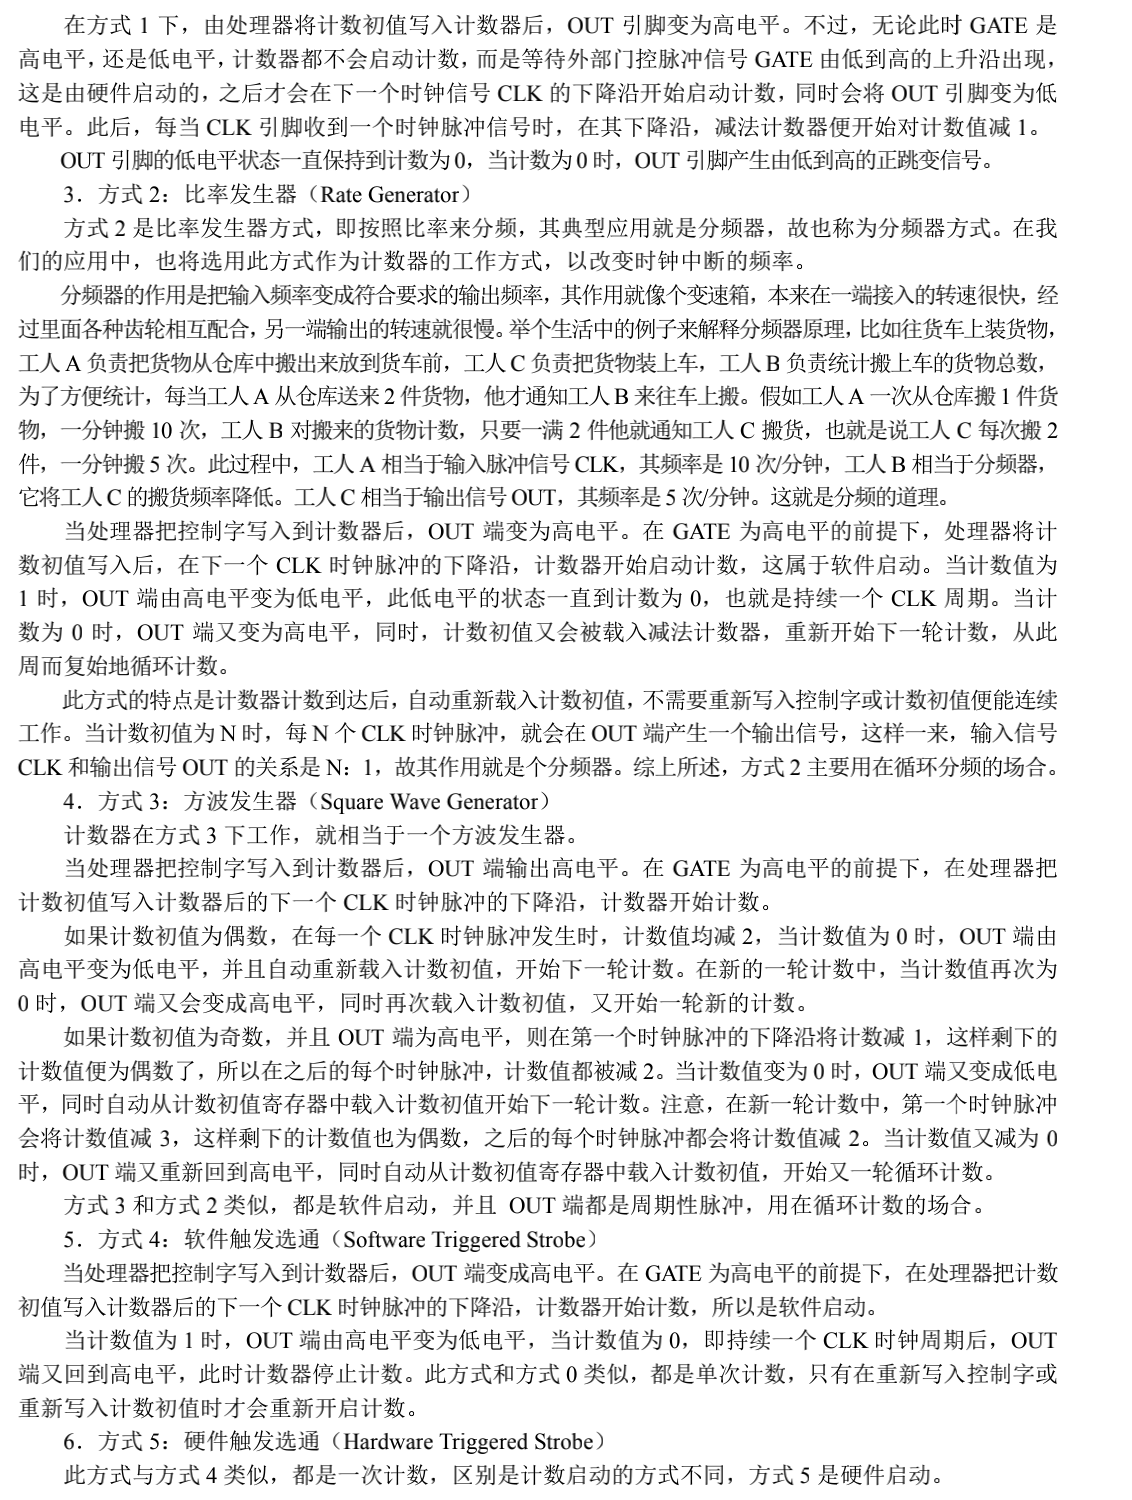 在方式 1 下，由处理器将计数初值写入计数器后，OUT 引脚变为高电平。不过，无论此时 GATE 是
高电平，还是低电平，计数器都不会启动计数，而是等待外部门控脉冲信号 GATE 由低到高的上升沿出现，
这是由硬件启动的，之后才会在下一个时钟信号 CLK 的下降沿开始启动计数，同时会将 OUT 引脚变为低
电平。此后，每当 CLK 引脚收到一个时钟脉冲信号时，在其下降沿，减法计数器便开始对计数值减 1。
OUT 引脚的低电平状态一直保持到计数为 0，当计数为 0 时，OUT 引脚产生由低到高的正跳变信号。
3．方式 2：比率发生器（Rate Generator）
方式 2 是比率发生器方式，即按照比率来分频，其典型应用就是分频器，故也称为分频器方式。在我
们的应用中，也将选用此方式作为计数器的工作方式，以改变时钟中断的频率。
分频器的作用是把输入频率变成符合要求的输出频率，其作用就像个变速箱，本来在一端接入的转速很快，经
过里面各种齿轮相互配合，另一端输出的转速就很慢。举个生活中的例子来解释分频器原理，比如往货车上装货物，
工人 A 负责把货物从仓库中搬出来放到货车前，工人 C 负责把货物装上车，工人 B 负责统计搬上车的货物总数，
为了方便统计，每当工人 A 从仓库送来 2 件货物，他才通知工人 B 来往车上搬。假如工人 A 一次从仓库搬 1 件货
物，一分钟搬 10 次，工人 B 对搬来的货物计数，只要一满 2 件他就通知工人 C 搬货，也就是说工人 C 每次搬 2
件，一分钟搬 5 次。此过程中，工人 A 相当于输入脉冲信号 CLK，其频率是 10 次/分钟，工人 B 相当于分频器，
它将工人 C 的搬货频率降低。工人 C 相当于输出信号 OUT，其频率是 5 次/分钟。这就是分频的道理。
当处理器把控制字写入到计数器后，OUT 端变为高电平。在 GATE 为高电平的前提下，处理器将计
数初值写入后，在下一个 CLK 时钟脉冲的下降沿，计数器开始启动计数，这属于软件启动。当计数值为
1 时，OUT 端由高电平变为低电平，此低电平的状态一直到计数为 0，也就是持续一个 CLK 周期。当计
数为 0 时，OUT 端又变为高电平，同时，计数初值又会被载入减法计数器，重新开始下一轮计数，从此
周而复始地循环计数。
此方式的特点是计数器计数到达后，自动重新载入计数初值，不需要重新写入控制字或计数初值便能连续
工作。当计数初值为 N 时，每 N 个 CLK 时钟脉冲，就会在 OUT 端产生一个输出信号，这样一来，输入信号
CLK 和输出信号 OUT 的关系是 N：1，故其作用就是个分频器。综上所述，方式 2 主要用在循环分频的场合。
4．方式 3：方波发生器（Square Wave Generator）
计数器在方式 3 下工作，就相当于一个方波发生器。
当处理器把控制字写入到计数器后，OUT 端输出高电平。在 GATE 为高电平的前提下，在处理器把
计数初值写入计数器后的下一个 CLK 时钟脉冲的下降沿，计数器开始计数。
如果计数初值为偶数，在每一个 CLK 时钟脉冲发生时，计数值均减 2，当计数值为 0 时，OUT 端由
高电平变为低电平，并且自动重新载入计数初值，开始下一轮计数。在新的一轮计数中，当计数值再次为
0 时，OUT 端又会变成高电平，同时再次载入计数初值，又开始一轮新的计数。
如果计数初值为奇数，并且 OUT 端为高电平，则在第一个时钟脉冲的下降沿将计数减 1，这样剩下的
计数值便为偶数了，所以在之后的每个时钟脉冲，计数值都被减 2。当计数值变为 0 时，OUT 端又变成低电
平，同时自动从计数初值寄存器中载入计数初值开始下一轮计数。注意，在新一轮计数中，第一个时钟脉冲
会将计数值减 3，这样剩下的计数值也为偶数，之后的每个时钟脉冲都会将计数值减 2。当计数值又减为 0
时，OUT 端又重新回到高电平，同时自动从计数初值寄存器中载入计数初值，开始又一轮循环计数。
方式 3 和方式 2 类似，都是软件启动，并且 OUT 端都是周期性脉冲，用在循环计数的场合。
5．方式 4：软件触发选通（Software Triggered Strobe）
当处理器把控制字写入到计数器后，OUT 端变成高电平。在 GATE 为高电平的前提下，在处理器把计数
初值写入计数器后的下一个 CLK 时钟脉冲的下降沿，计数器开始计数，所以是软件启动。
当计数值为 1 时，OUT 端由高电平变为低电平，当计数值为 0，即持续一个 CLK 时钟周期后，OUT
端又回到高电平，此时计数器停止计数。此方式和方式 0 类似，都是单次计数，只有在重新写入控制字或
重新写入计数初值时才会重新开启计数。
6．方式 5：硬件触发选通（Hardware Triggered Strobe）
此方式与方式 4 类似，都是一次计数，区别是计数启动的方式不同，方式 5 是硬件启动。